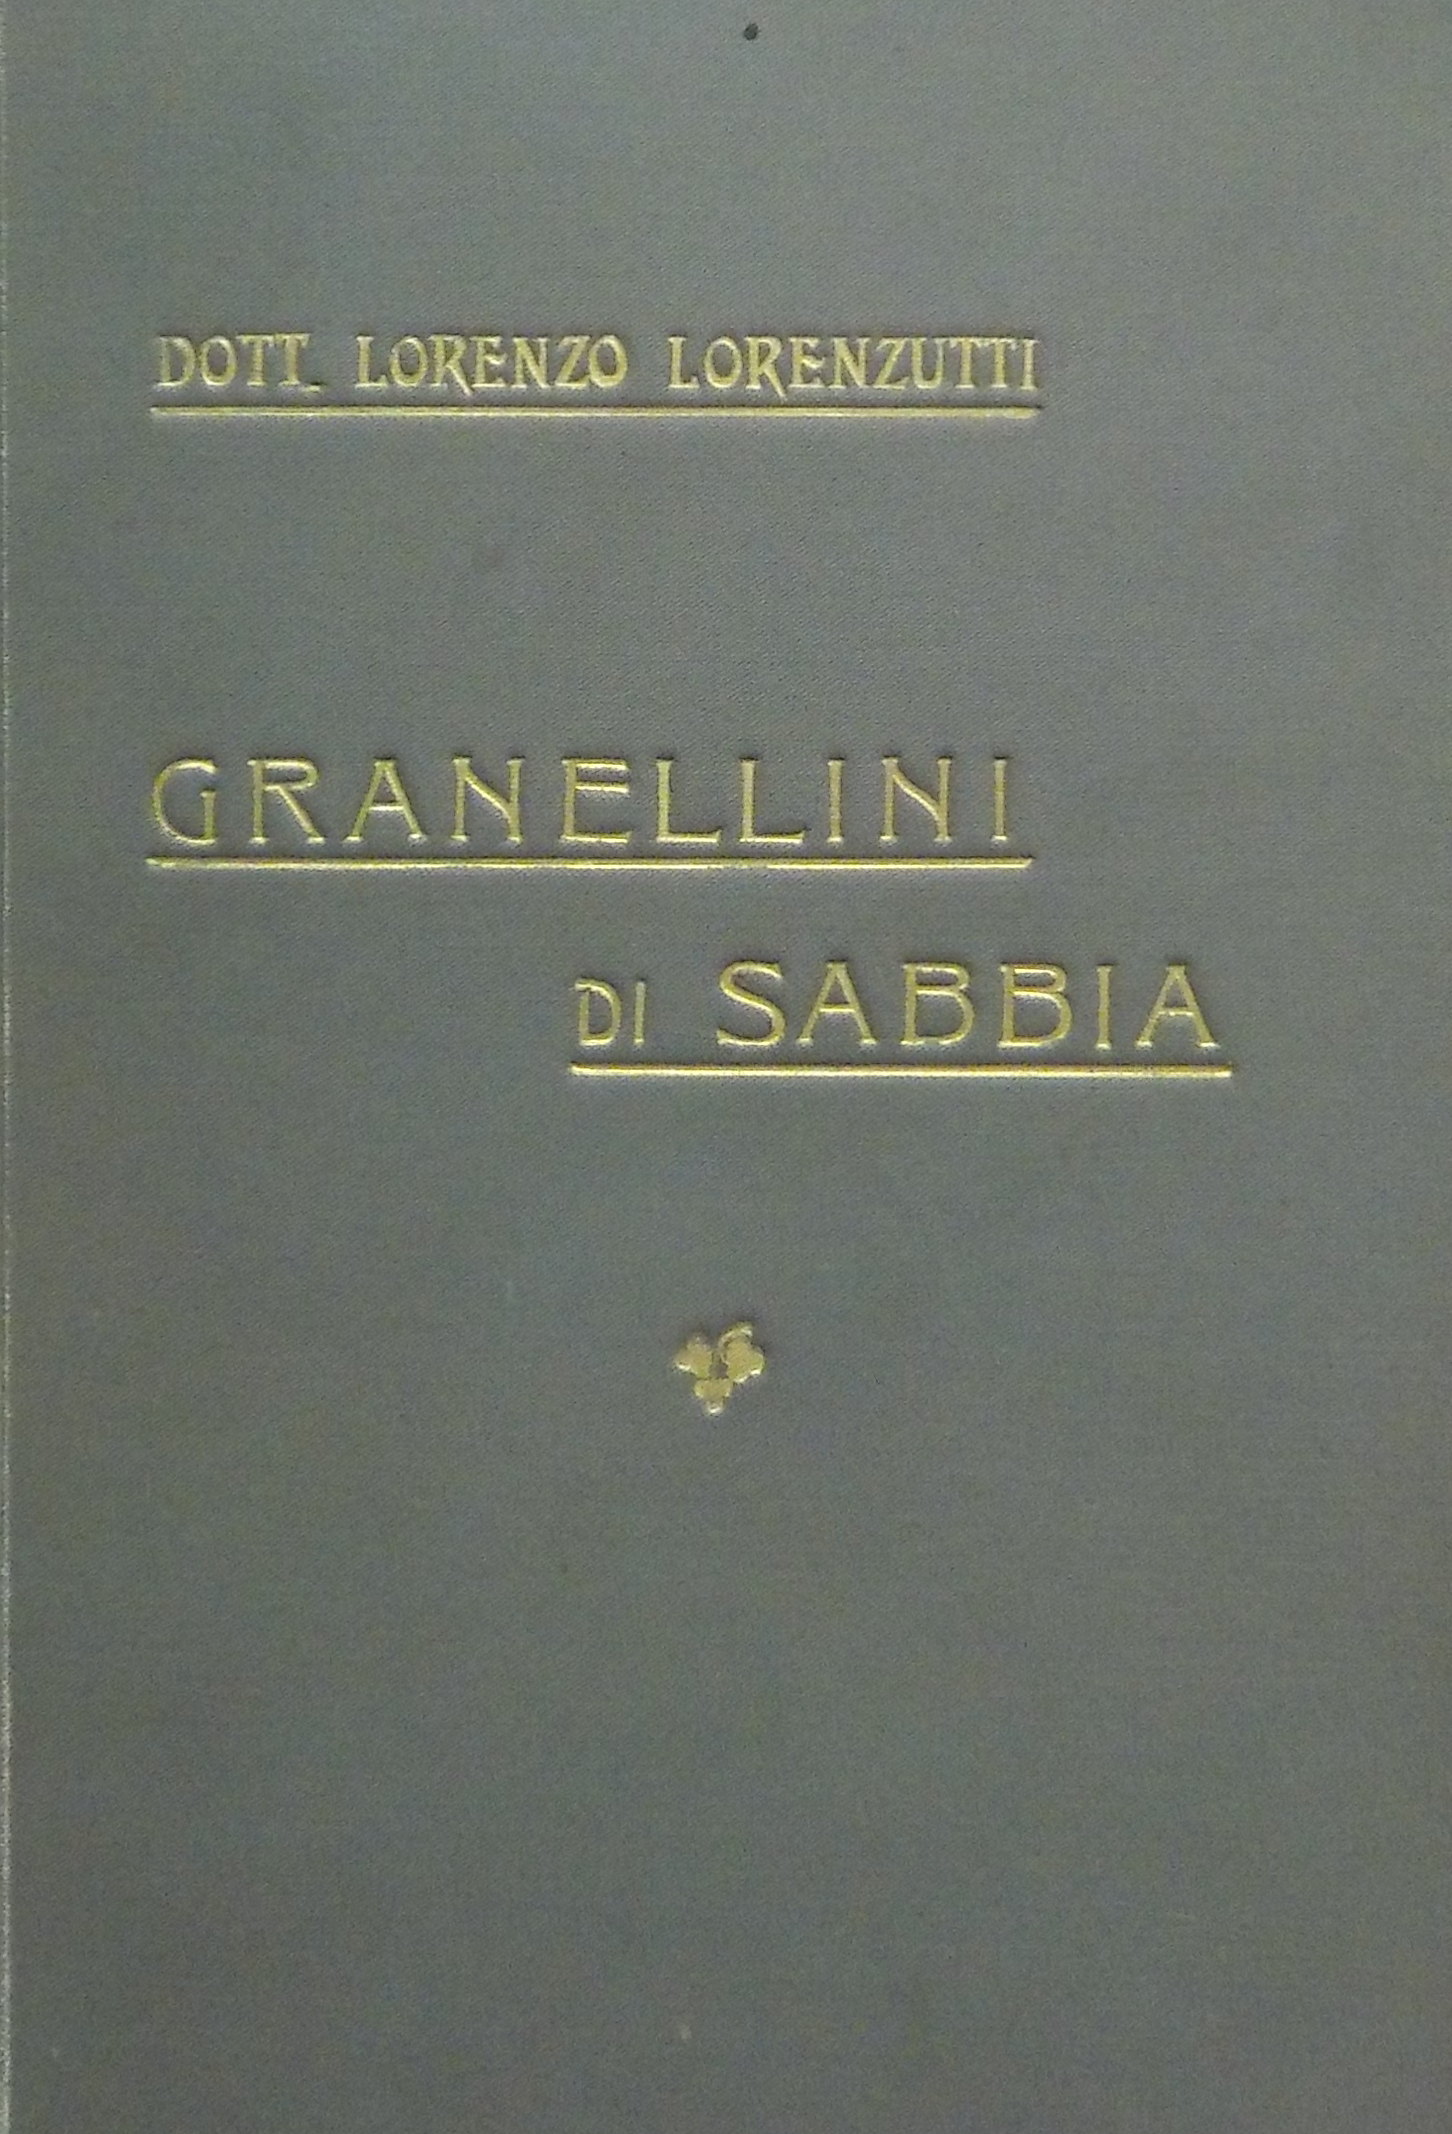 DOTT. LORENZO LORENZUTTI
GRANELLINI
DI SABBIA